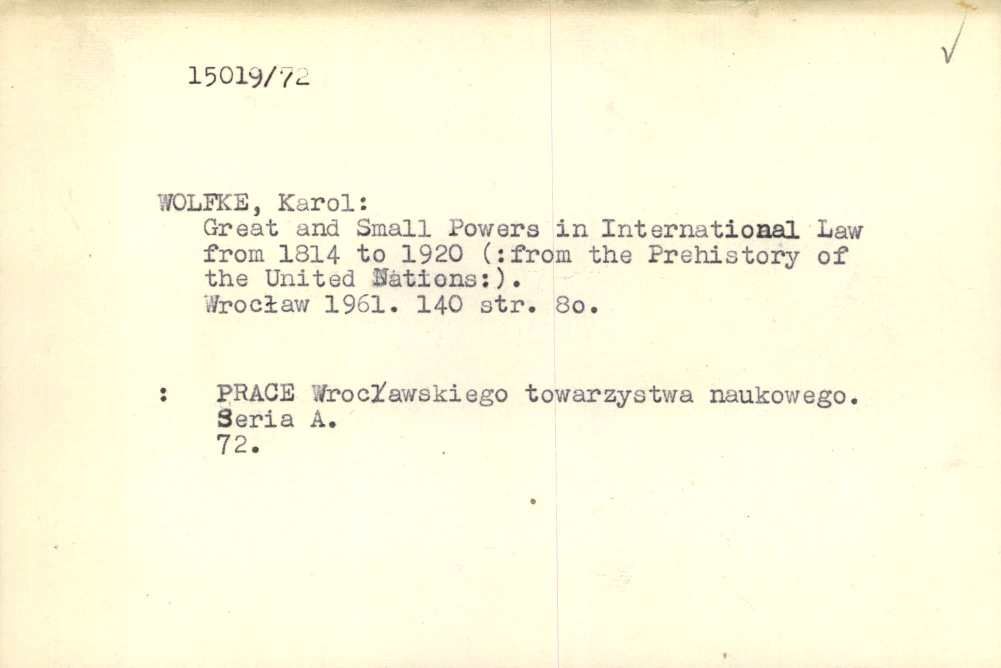 15019/72
WOLFKE, Karol:
Great and Small Powers in International Law
from 1814 to 1920 (:from the Prehistory of
the United Nations:).
Wrocław 1961. 140 str. 8o.
: PRACE Wrocławskiego towarzystwa naukowego.
Seria A.
72.